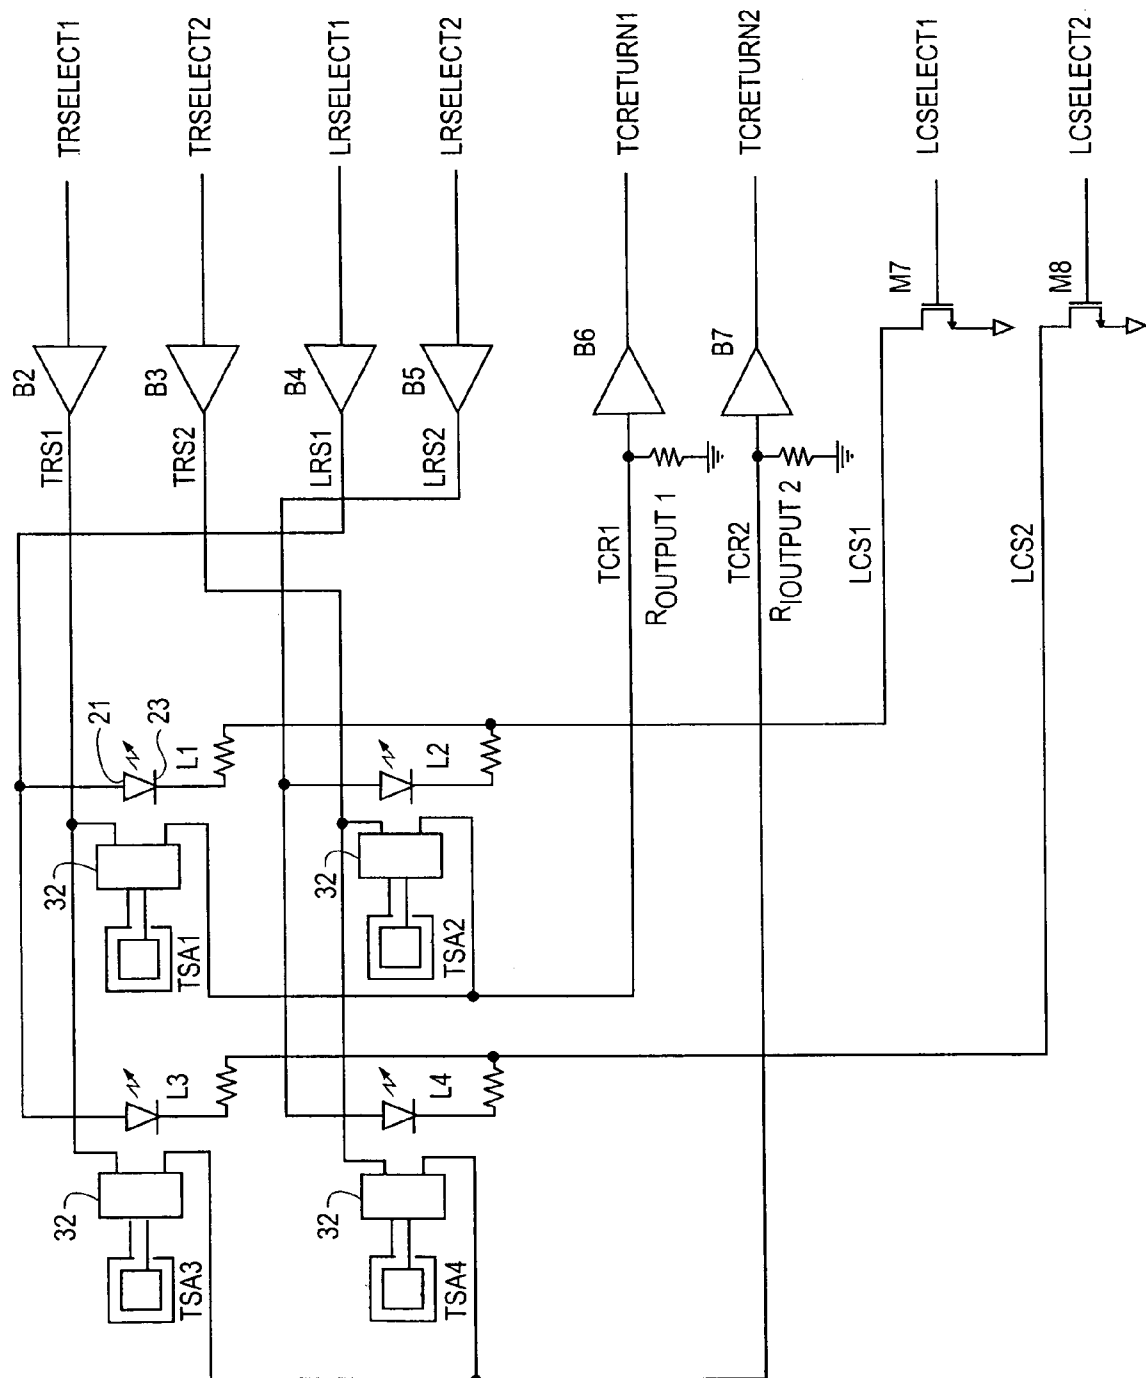 TRSELECT1
TRSELECT2
LRSELECT1
LRSELECT2
TCRETURN1
TCRETURN2
LCSELECT1
LCSELECT2
B2
B3
B4
B5
B6
B7
M7
M8
TRS1
TRS2
LRS1
LRS2
TCR1
ROUTPUT 1
TCR2
RIOUTPUT 2
LCS1
LCS2
21
23
L1
L2
32
32
TSA1
TSA2
L3
L4
32
32
TSA3
TSA4